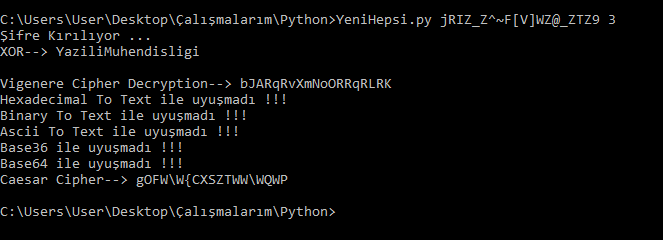 C:\Users\User\Desktop\Çalışmalarım\Python>YeniHepsi.py jRIZ_Z^~F[V]WZ@_ZTZ9 3
Şifre Kırılıyor ...
XOR--> YaziliMuhendisligi
Vigenere Cipher Decryption--> bJARqRvXmNoORRqRLRK
Hexadecimal To Text ile uyuşmadı !!!
Binary To Text ile uyuşmadı !!!
Ascii To Text ile uyuşmadı !!!
Base36 ile uyuşmadı !!!
Base64 ile uyuşmadı !!!
Caesar Cipher--> gOFW\W{CXSZTWW\WQWP
C:\Users\User\Desktop\Çalışmalarım\Python>